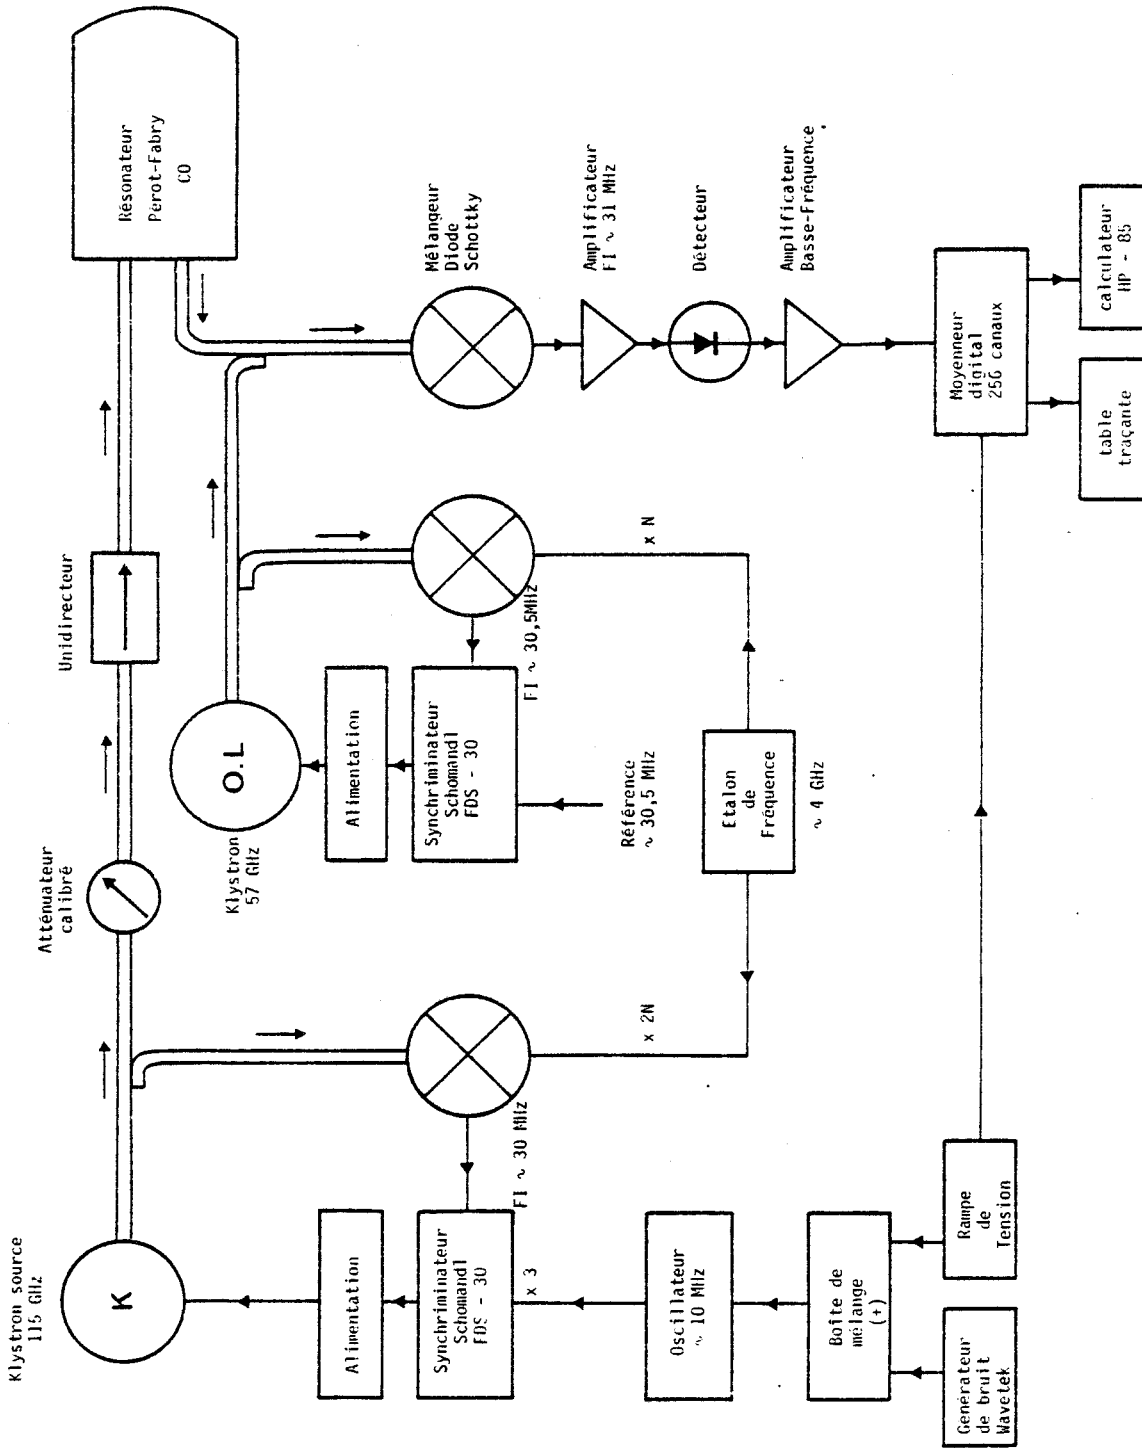 Klystron source
115 GHz
K
Alimentation
Synchriminateur
Schomandl
FDS - 30
x 3
FI ~ 30 MHz
Oscillateur
~ 10 MHz
Boîte de
mélange
(+)
Générateur
de bruit
Wavetek
Rampe
de
Tension
x 2N
Atténuateur
calibré
Unidirecteur
Klystron
57 GHz
O.L
Alimentation
Synchriminateur
Schomandl
FDS - 30
FI ~ 30,5MHz
Référence
~ 30,5 MHz
Etalon
de
Fréquence
~ 4 GHz
x N
Résonateur
Pérot-Fabry
CO
Mélangeur
Diode
Schottky
Amplificateur
FI ~ 31 MHz
Détecteur
Amplificateur
Basse-Fréquence
Moyenneur
digital
256 canaux
table
traçante
calculateur
HP - 85